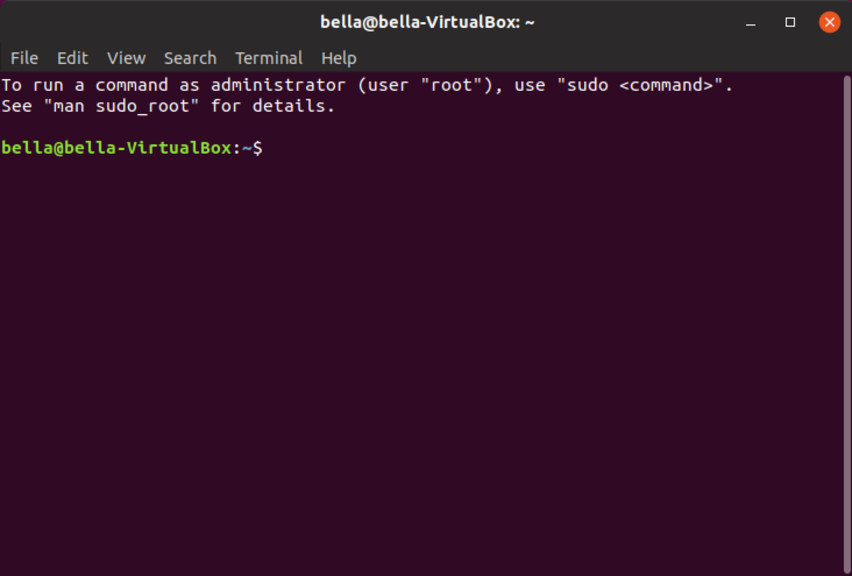 bella@bella-VirtualBox: ~
File Edit View Search Terminal Help
To run a command as administrator (user "root"), use "sudo <command>".
See "man sudo_root" for details.
bella@bella-VirtualBox:~$